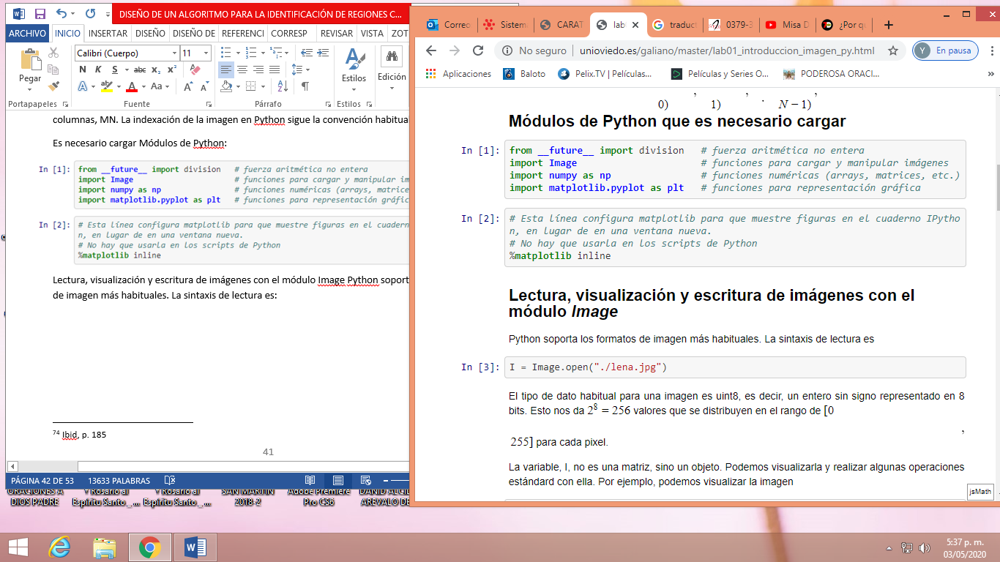 DISEÑO DE UN ALGORITMO PARA LA IDENTIFICACIÓN DE REGIONES C...
ARCHIVO INICIO INSERTAR DISEÑO DISEÑO DE REFERENCI CORRESP REVISAR VISTA ZOT
Pegar
Calibri (Cuerpo) 11
N K S abc x₂ x²
A aby A Aa A A
Estilos
Edición
Portapapeles Fuente Párrafo Estilos
columnas, MN. La indexación de la imagen en Python sigue la convención habitua
Es necesario cargar Módulos de Python:
In [1]: from __future__ import division # fuerza aritmética no entera
import Image # funciones para cargar y manipular im
import numpy as np # funciones numéricas (arrays, matrice
import matplotlib.pyplot as plt # funciones para representación gráfic
In [2]: # Esta línea configura matplotlib para que muestre figuras en el cuadern
n, en lugar de en una ventana nueva.
# No hay que usarla en los scripts de Python
%matplotlib inline
Lectura, visualización y escritura de imágenes con el módulo Image Python soport
de imagen más habituales. La sintaxis de lectura es:
74 Ibid, p. 185
41
PÁGINA 42 DE 53 13633 PALABRAS
Correo Sistema CARAT lab traduct 0379-3 Misa D ¿Por qu
No seguro unioviedo.es/galiano/master/lab01_introduccion_imagen_py.html Y En pausa
Aplicaciones Baloto Pelix.TV | Películas... Películas y Series O... PODEROSA ORACI... »
, , . ,
0) 1) N − 1)
Módulos de Python que es necesario cargar
In [1]: from __future__ import division # fuerza aritmética no entera
import Image # funciones para cargar y manipular imágenes
import numpy as np # funciones numéricas (arrays, matrices, etc.)
import matplotlib.pyplot as plt # funciones para representación gráfica
In [2]: # Esta línea configura matplotlib para que muestre figuras en el cuaderno IPytho
n, en lugar de en una ventana nueva.
# No hay que usarla en los scripts de Python
%matplotlib inline
Lectura, visualización y escritura de imágenes con el
módulo Image
Python soporta los formatos de imagen más habituales. La sintaxis de lectura es
In [3]: I = Image.open("./lena.jpg")
El tipo de dato habitual para una imagen es uint8, es decir, un entero sin signo representado en 8
bits. Esto nos da 2⁸ = 256 valores que se distribuyen en el rango de [0
,
255] para cada pixel.
La variable, I, no es una matriz, sino un objeto. Podemos visualizarla y realizar algunas operaciones
estándard con ella. Por ejemplo, podemos visualizar la imagen
jsMath
ORACIONES A Y Rosario al Y Rosario al SAN MARTIN Adobe Premiere
DIOS PADRE Espíritu Santo _ ... Espíritu Santo _ ... 2018-2 Pro CS6 AREVALO DE
5:37 p. m.
03/05/2020